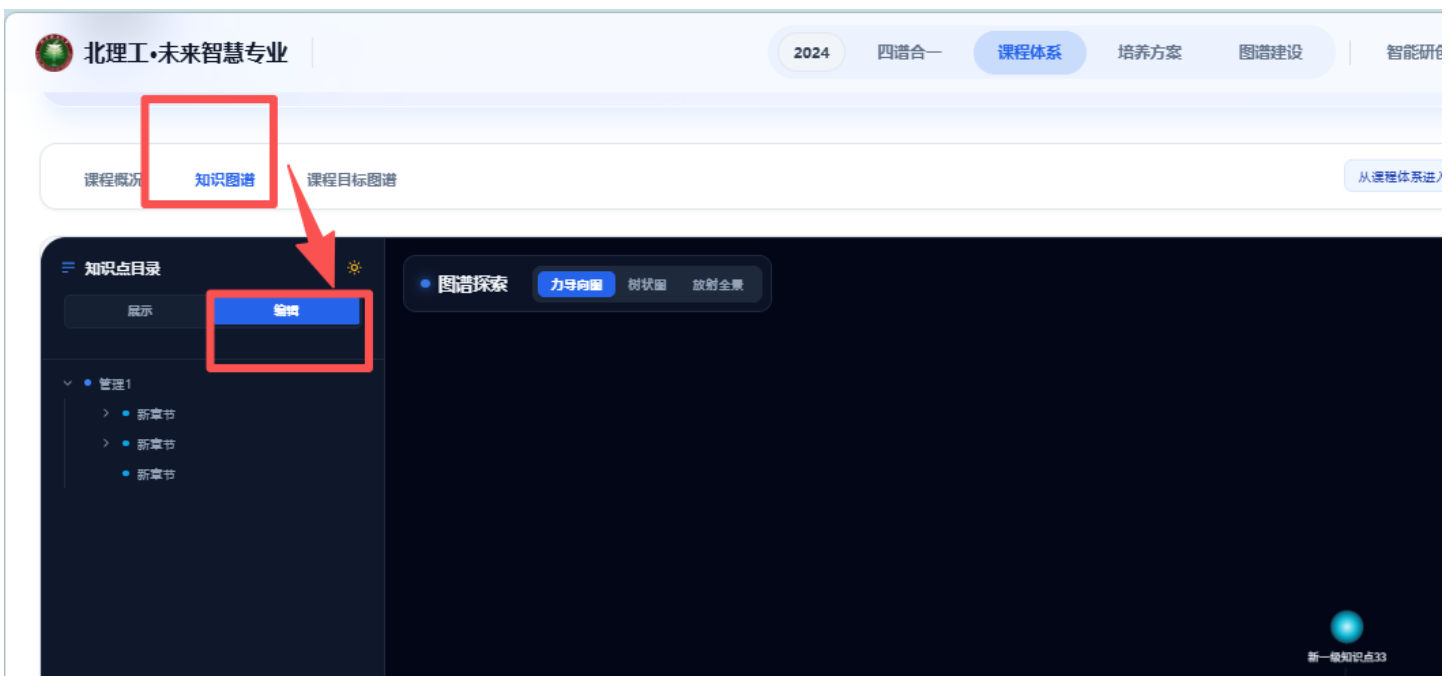 北理工·未来智慧专业
2024 四谱合一 课程体系 培养方案 图谱建设 智能研创
课程概况 知识图谱 课程目标图谱
从课程体系进入
知识点目录
图谱探索 力导向图 树状图 放射全景
展示 编辑
管理1
新章节
新章节
新章节
新一级知识点33